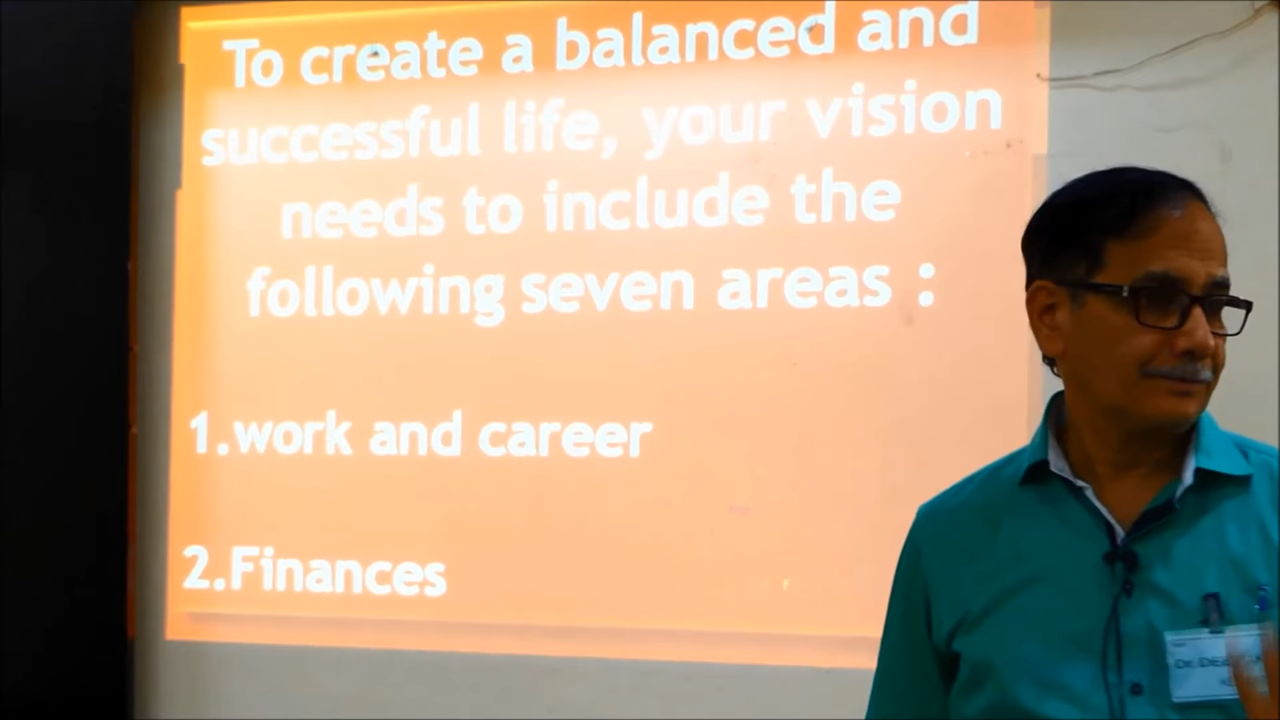 To create a balanced and
successful life, your vision
needs to include the
following seven areas :
1.work and career
2.Finances
Dr.